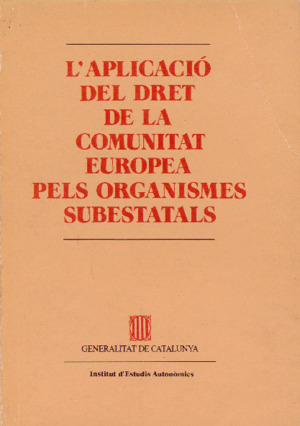 L'APLICACIÓ
DEL DRET
DE LA
COMUNITAT
EUROPEA
PELS ORGANISMES
SUBESTATALS
GENERALITAT DE CATALUNYA
Institut d'Estudis Autonòmics